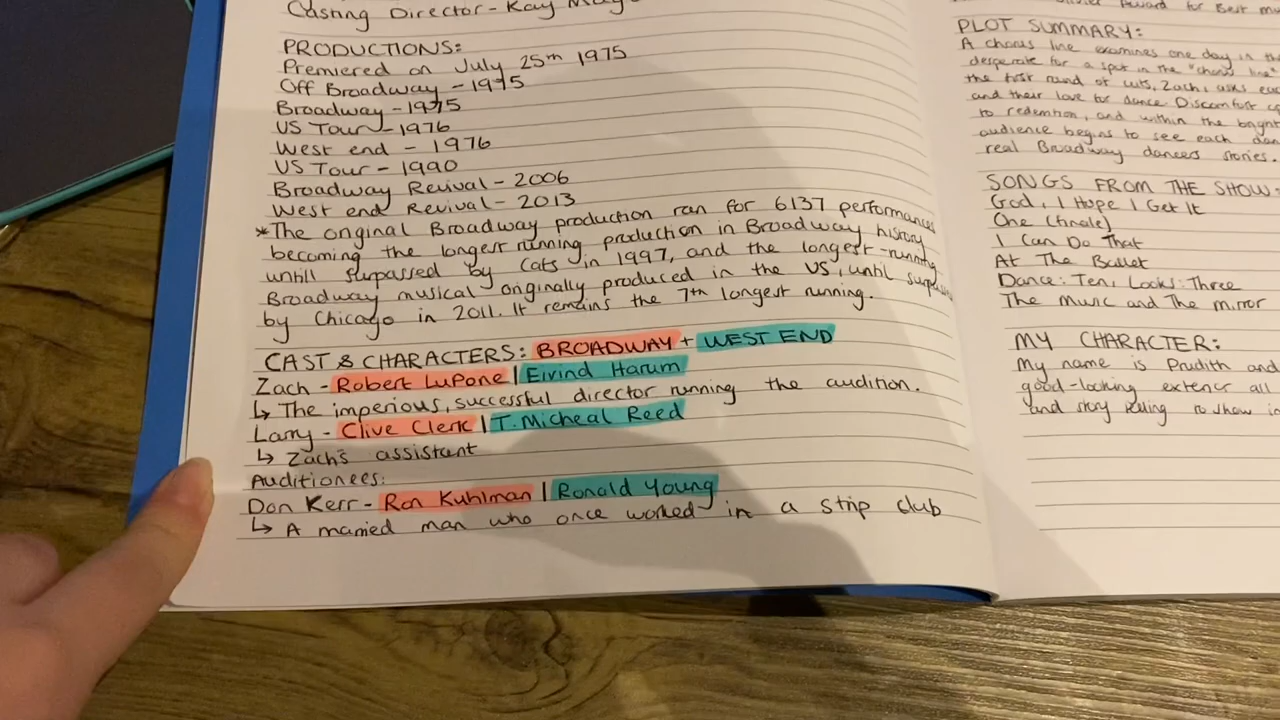 Casting Director - Kay
PRODUCTIONS:
Premiered on July 25th 1975
Off Broadway - 1975
Broadway - 1975
US Tour - 1976
West end - 1976
US Tour - 1990
Broadway Revival - 2006
West end Revival - 2013
*The original Broadway production ran for 6137 performances
becoming the longest running production in Broadway history
untill surpassed by Cats in 1997, and the longest-running
Broadway musical originally produced in the US, until
by Chicago in 2011. It remains the 7th longest running.
CAST & CHARACTERS: BROADWAY + WEST END
Zach - Robert LuPone | Eivind Harum
↳ The imperious, successful director running the audition.
Larry - Clive Clerk | T. Micheal Reed
↳ Zach's assistant
Auditionees:
Don Kerr - Ron Kuhlman | Ronald Young
↳ A married man who once worked in a strip club
Award for Best
PLOT SUMMARY:
A chorus line examines one day in the
desperate for a spot in the "chorus line"
the first round of cuts, Zach, asks
and their love for dance. Discomfort
to redemtion, and within the
audience begins to see each
real Broadway dancers stories.
SONGS FROM THE SHOW:
God, I Hope I Get It
One (finale)
I Can Do That
At The Ballet
Dance: Ten, Looks: Three
The Music and The mirror
MY CHARACTER:
My name is Prudith and
good-looking exterior all
and story telling to show